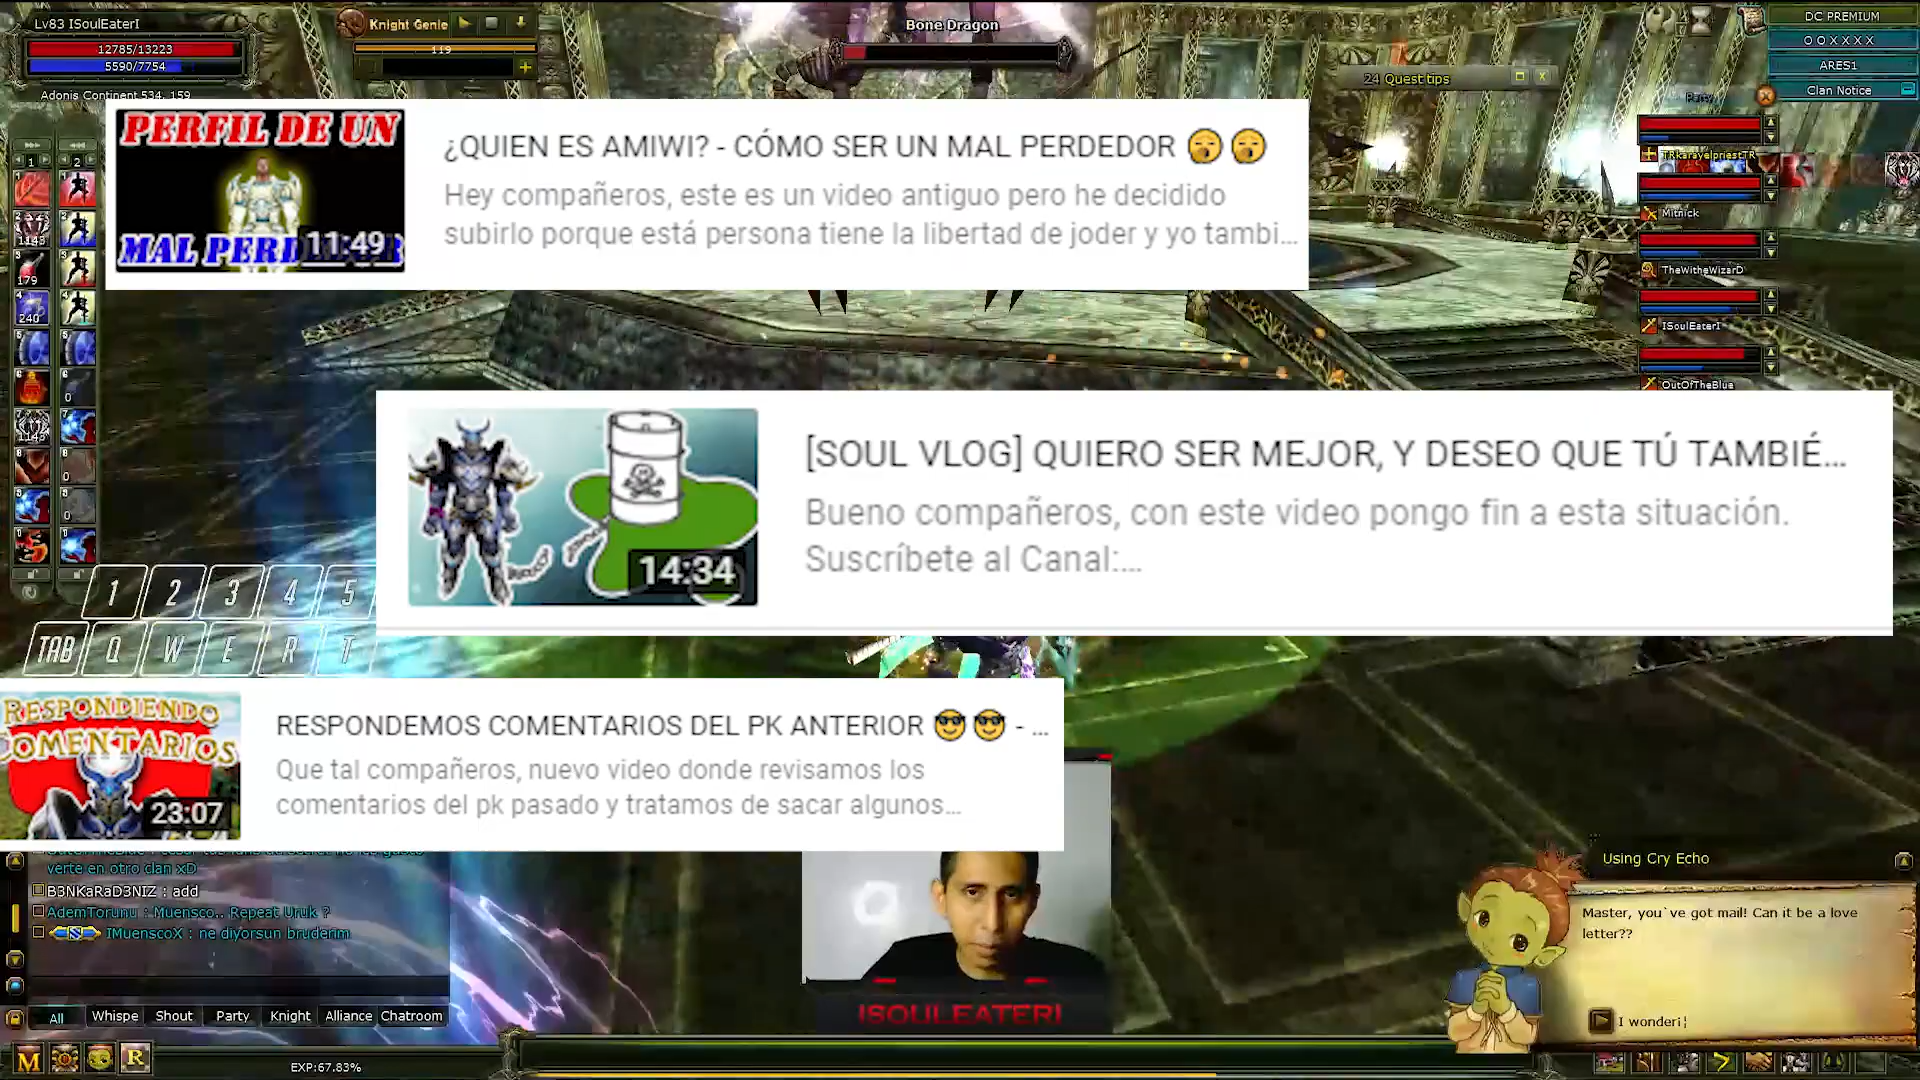 Lv83 ISoulEaterI
12785/13223
5590/7754
Adonis Continent 534, 159
Knight Genie
119
Bone Dragon
24 Quest tips
DC PREMIUM
O O X X X X
ARES1
Clan Notice
Party
PERFIL DE UN
11:49
¿QUIEN ES AMIWI? - CÓMO SER UN MAL PERDEDOR
Hey compañeros, este es un video antiguo pero he decidido
subirlo porque está persona tiene la libertad de joder y yo tambi...
TRkarayelpriestTR
Mitnick
TheWitheWizarD
ISoulEaterI
OutOfTheBlue
1143
179
240
1145
14:34
[SOUL VLOG] QUIERO SER MEJOR, Y DESEO QUE TÚ TAMBIÉ...
Bueno compañeros, con este video pongo fin a esta situación.
Suscríbete al Canal:...
1 2 3 4 5
TAB Q W E R T
RESPONDIENDO
COMENTARIOS
23:07
RESPONDEMOS COMENTARIOS DEL PK ANTERIOR - ...
Que tal compañeros, nuevo video donde revisamos los
comentarios del pk pasado y tratamos de sacar algunos...
verte en otro clan xD
B3NKaRaD3NIZ : add
AdemTorunu : Muensco.. Repeat Uruk ?
IMuenscoX : ne diyorsun bruderim
All Whispe Shout Party Knight Alliance Chatroom
M R
EXP:67.83%
ISOULEATERI
Using Cry Echo
Master, you`ve got mail! Can it be a love
letter??
I wonder¡